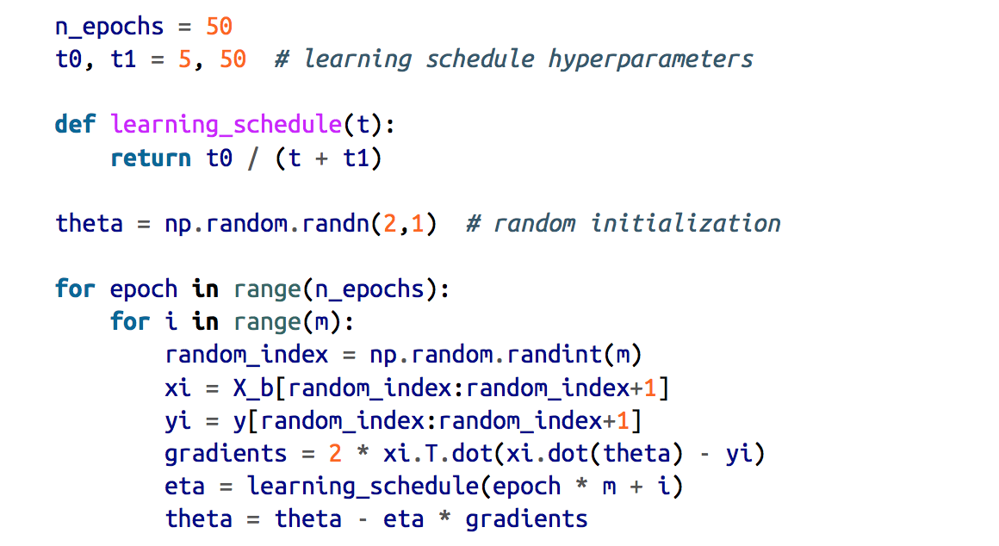 n_epochs = 50
t0, t1 = 5, 50  # learning schedule hyperparameters

def learning_schedule(t):
    return t0 / (t + t1)

theta = np.random.randn(2,1)  # random initialization

for epoch in range(n_epochs):
    for i in range(m):
        random_index = np.random.randint(m)
        xi = X_b[random_index:random_index+1]
        yi = y[random_index:random_index+1]
        gradients = 2 * xi.T.dot(xi.dot(theta) - yi)
        eta = learning_schedule(epoch * m + i)
        theta = theta - eta * gradients